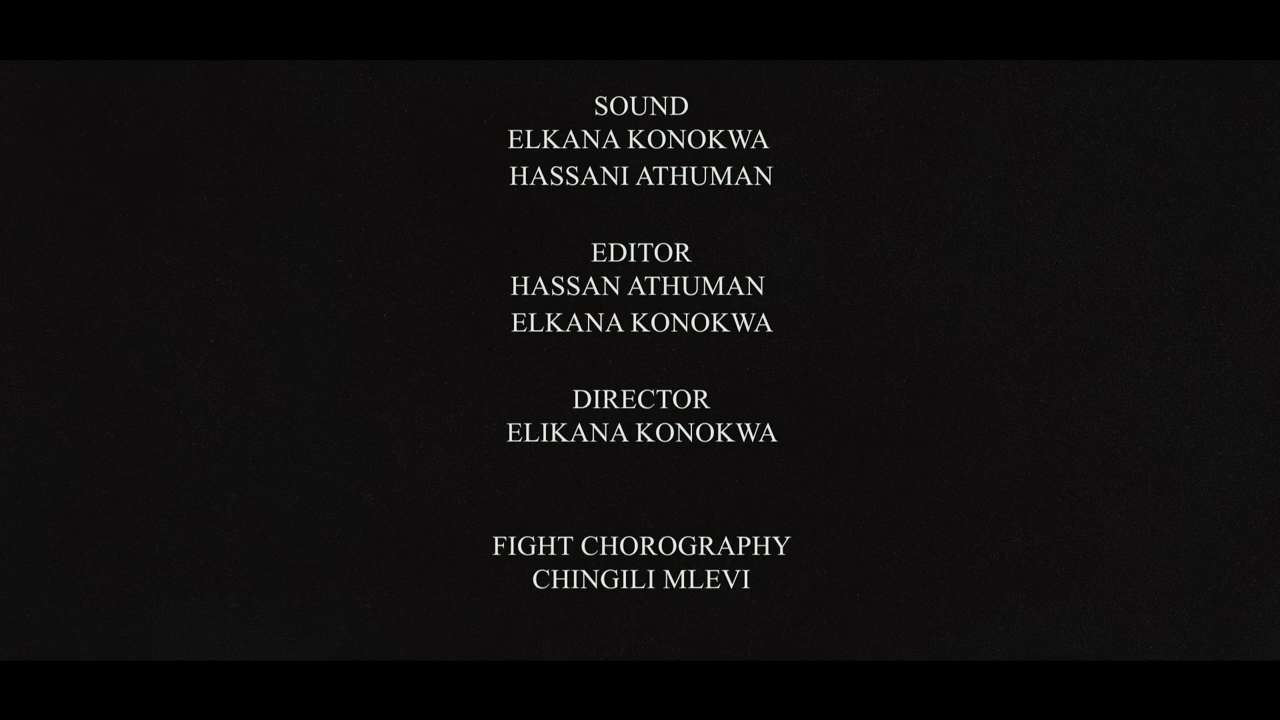 SOUND
ELKANA KONOKWA
HASSANI ATHUMAN
EDITOR
HASSAN ATHUMAN
ELKANA KONOKWA
DIRECTOR
ELIKANA KONOKWA
FIGHT CHOROGRAPHY
CHINGILI MLEVI